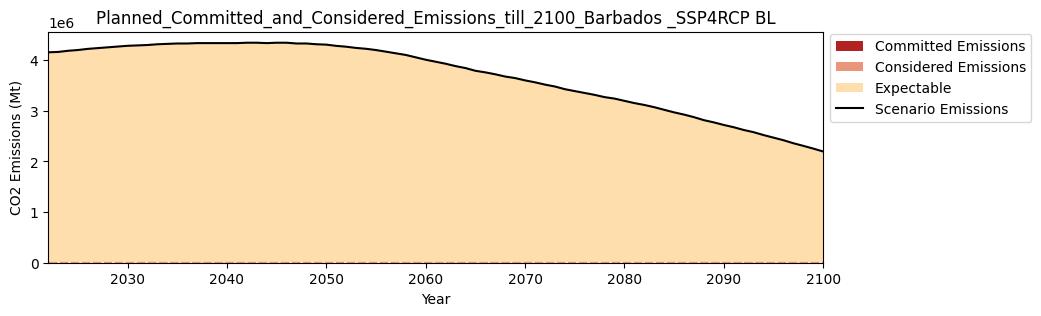 Planned_Committed_and_Considered_Emissions_till_2100_Barbados _SSP4RCP BL
1e6
4
3
2
1
0
CO2 Emissions (Mt)
2030 2040 2050 2060 2070 2080 2090 2100
Year
Committed Emissions
Considered Emissions
Expectable
Scenario Emissions